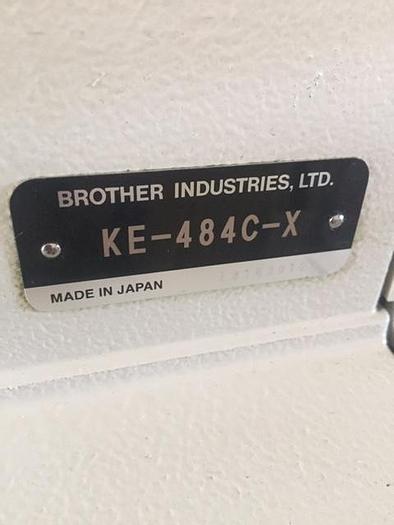 BROTHER INDUSTRIES, LTD.
KE-484C-X
MADE IN JAPAN